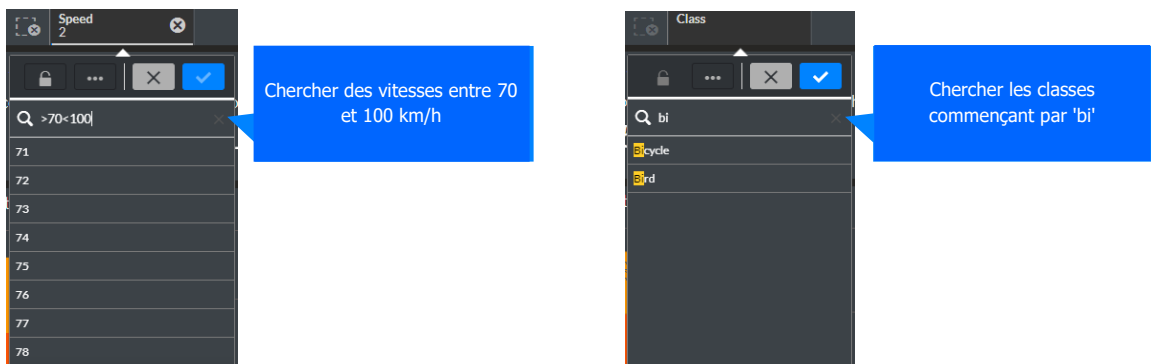 Speed
2
>70<100
71
72
73
74
75
76
77
78
Chercher des vitesses entre 70
et 100 km/h
Class
bi
Bicycle
Bird
Chercher les classes
commençant par 'bi'